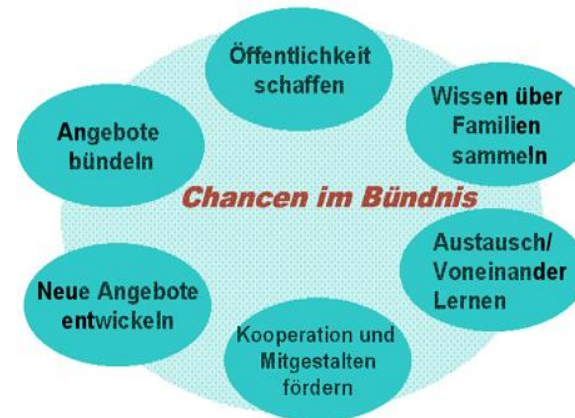 Öffentlichkeit
schaffen
Wissen über
Familien
sammeln
Angebote
bündeln
Chancen im Bündnis
Austausch/
Voneinander
Lernen
Neue Angebote
entwickeln
Kooperation und
Mitgestalten
fördern